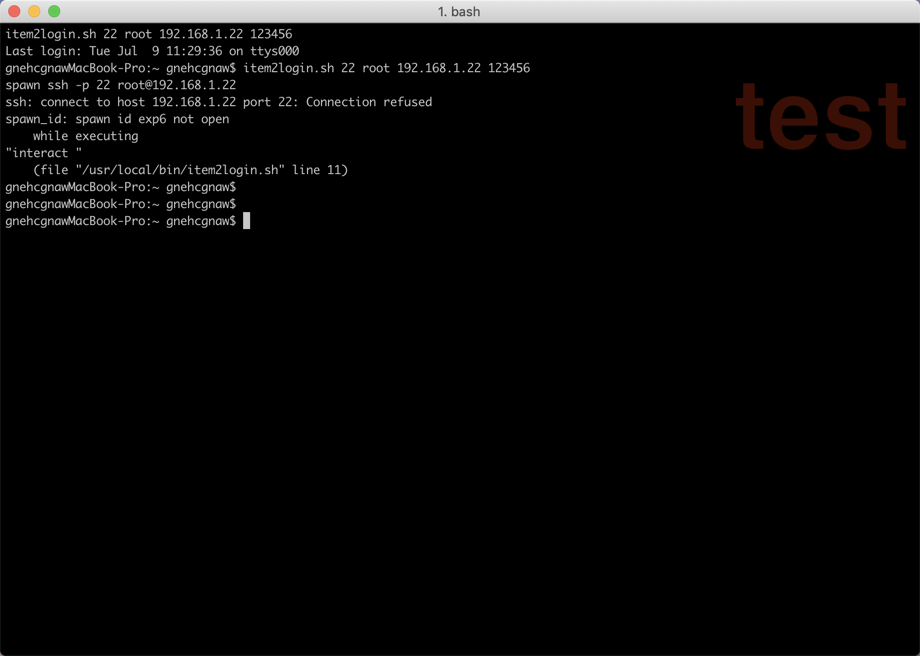 1. bash
item2login.sh 22 root 192.168.1.22 123456
Last login: Tue Jul  9 11:29:36 on ttys000
gnehcgnawMacBook-Pro:~ gnehcgnaw$ item2login.sh 22 root 192.168.1.22 123456
spawn ssh -p 22 root@192.168.1.22
ssh: connect to host 192.168.1.22 port 22: Connection refused
spawn_id: spawn id exp6 not open
    while executing
"interact "
    (file "/usr/local/bin/item2login.sh" line 11)
gnehcgnawMacBook-Pro:~ gnehcgnaw$
gnehcgnawMacBook-Pro:~ gnehcgnaw$
gnehcgnawMacBook-Pro:~ gnehcgnaw$
test